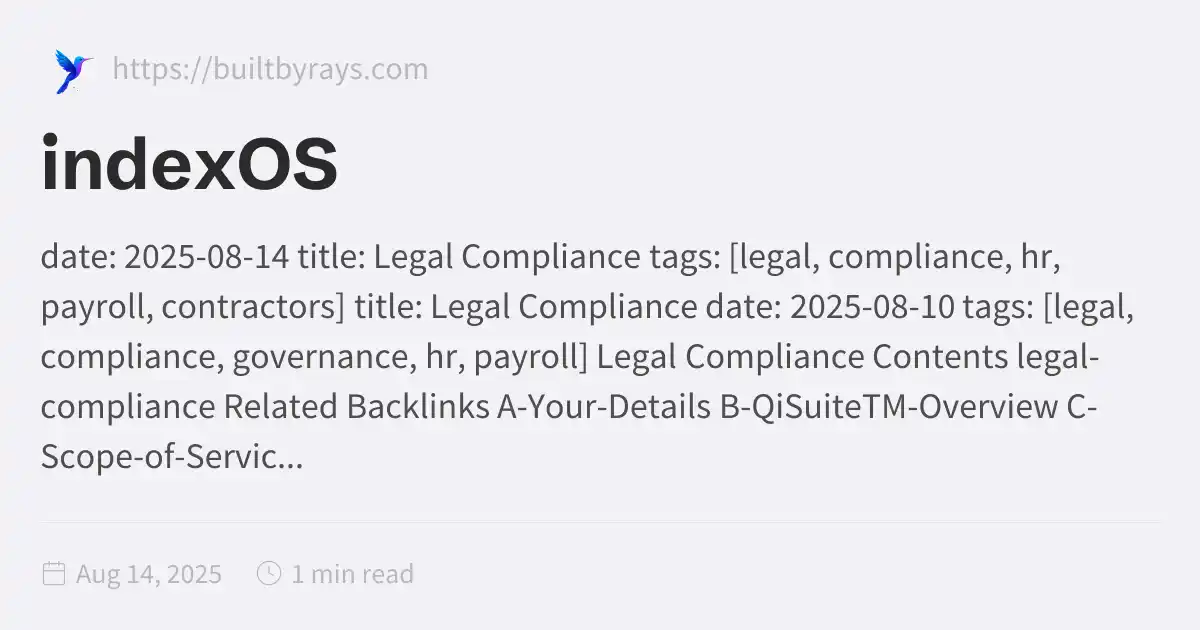 https://builtbyrays.com
indexOS
date: 2025-08-14 title: Legal Compliance tags: [legal, compliance, hr,
payroll, contractors] title: Legal Compliance date: 2025-08-10 tags: [legal,
compliance, governance, hr, payroll] Legal Compliance Contents legal-
compliance Related Backlinks A-Your-Details B-QiSuiteTM-Overview C-
Scope-of-Servic...
Aug 14, 2025 1 min read